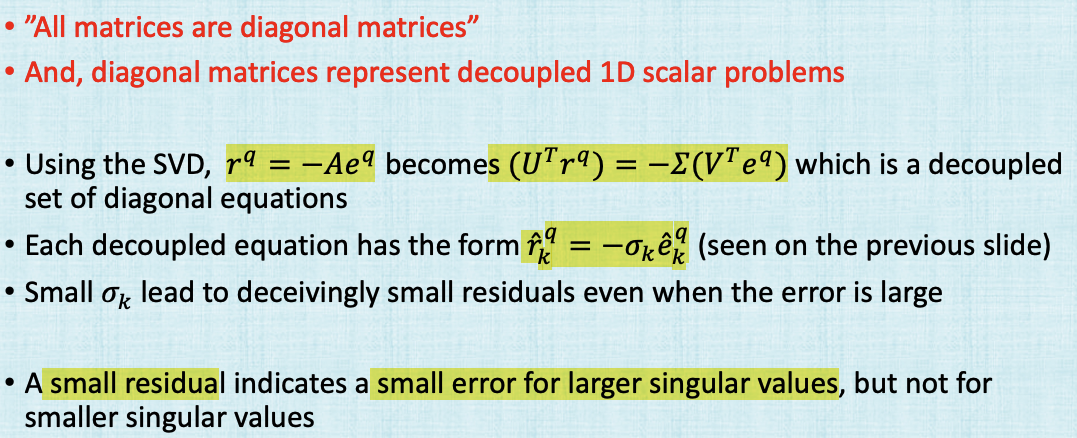 • ”All matrices are diagonal matrices”
• And, diagonal matrices represent decoupled 1D scalar problems
• Using the SVD, $r^q = -Ae^q$ becomes $(U^T r^q) = -\Sigma(V^T e^q)$ which is a decoupled
set of diagonal equations
• Each decoupled equation has the form $\hat{r}_k^q = -\sigma_k \hat{e}_k^q$ (seen on the previous slide)
• Small $\sigma_k$ lead to deceivingly small residuals even when the error is large
• A small residual indicates a small error for larger singular values, but not for
smaller singular values